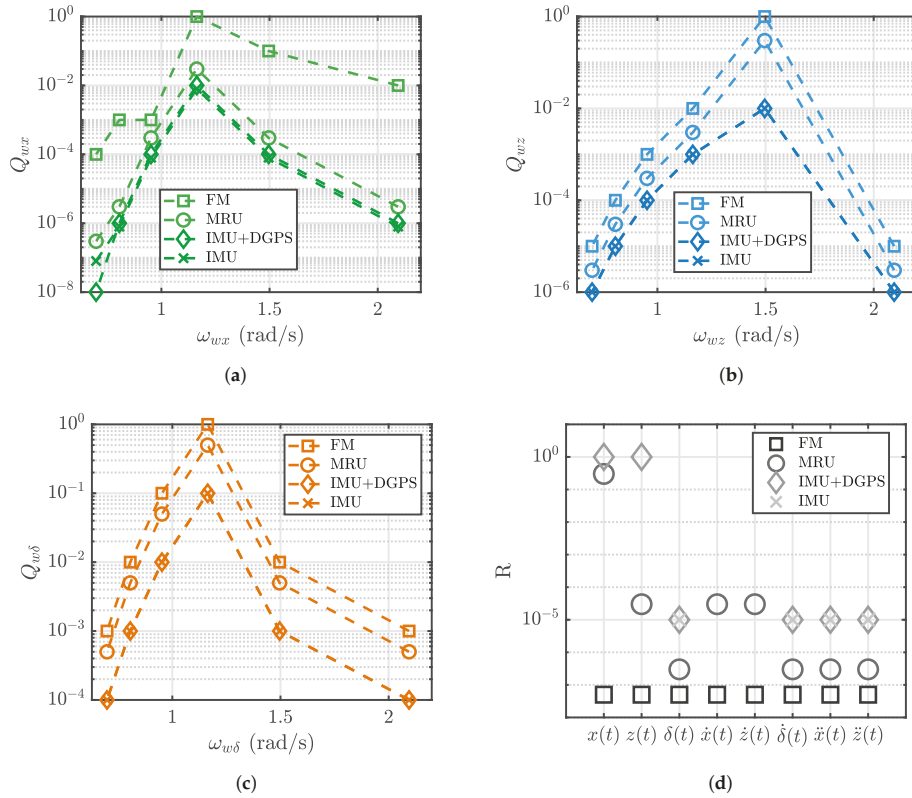 10^0
10^-2
10^-4
10^-6
10^-8
Q_wx
FM
MRU
IMU+DGPS
IMU
1
1.5
2
ω_wx (rad/s)
(a)
10^0
10^-2
10^-4
10^-6
Q_wz
FM
MRU
IMU+DGPS
IMU
1
1.5
2
ω_wz (rad/s)
(b)
10^0
10^-1
10^-2
10^-3
10^-4
Q_wδ
FM
MRU
IMU+DGPS
IMU
1
1.5
2
ω_wδ (rad/s)
(c)
10^0
10^-5
R
FM
MRU
IMU+DGPS
IMU
x(t) z(t) δ(t) ẋ(t) ż(t) δ̇(t) ẍ(t) z̈(t)
(d)